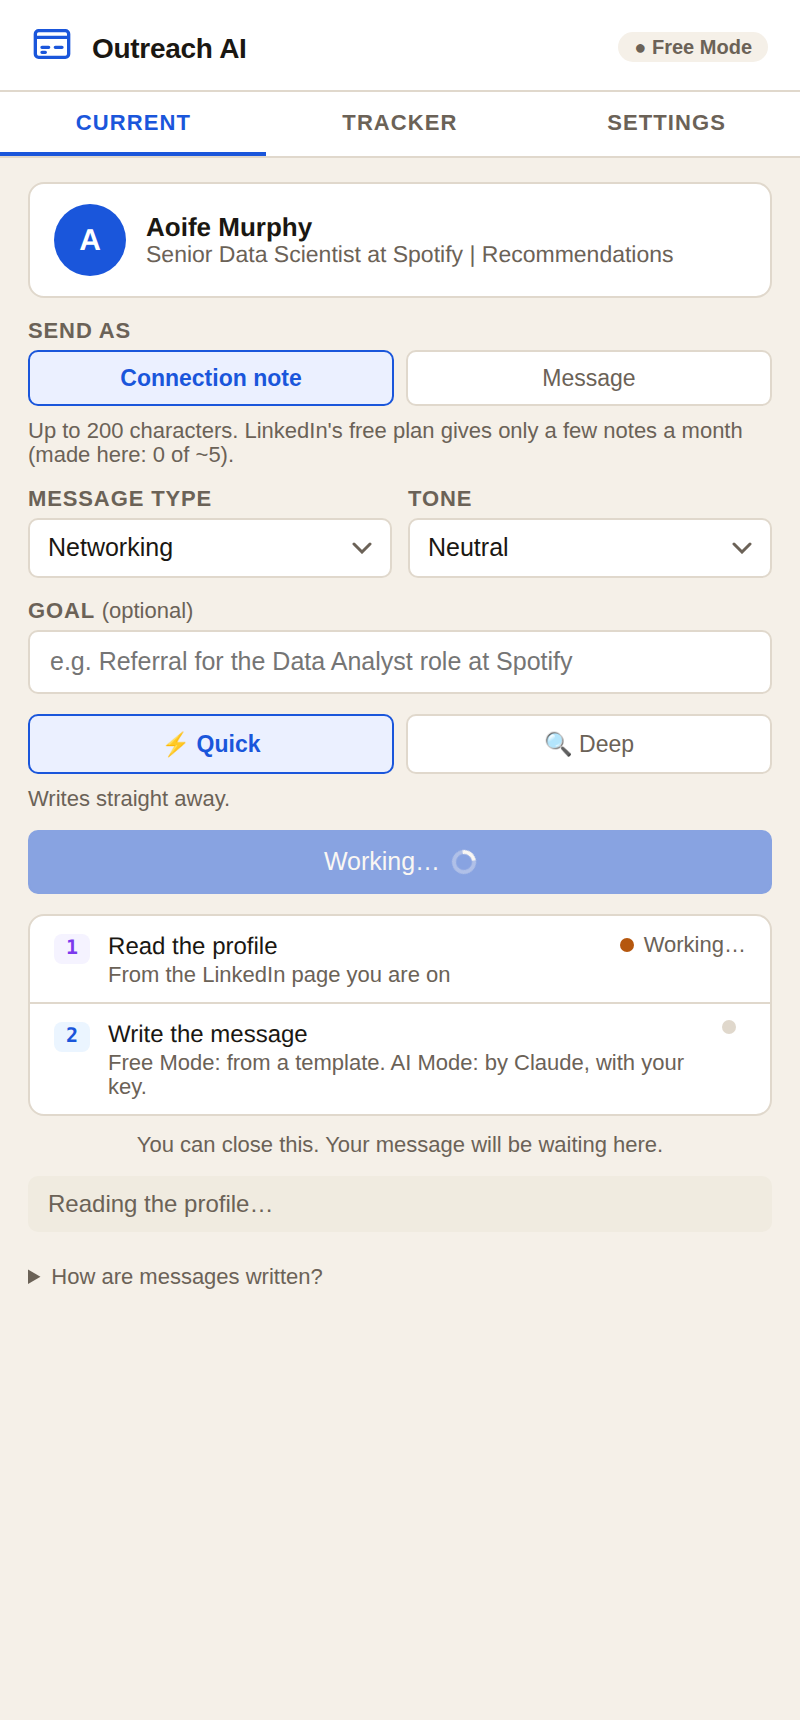 Outreach AI
● Free Mode
CURRENT
TRACKER
SETTINGS
A
Aoife Murphy
Senior Data Scientist at Spotify | Recommendations
SEND AS
Connection note
Message
Up to 200 characters. LinkedIn's free plan gives only a few notes a month
(made here: 0 of ~5).
MESSAGE TYPE
TONE
Networking
Neutral
GOAL (optional)
e.g. Referral for the Data Analyst role at Spotify
⚡ Quick
🔍 Deep
Writes straight away.
Working…
1
Read the profile
Working…
From the LinkedIn page you are on
2
Write the message
Free Mode: from a template. AI Mode: by Claude, with your
key.
You can close this. Your message will be waiting here.
Reading the profile…
▶ How are messages written?